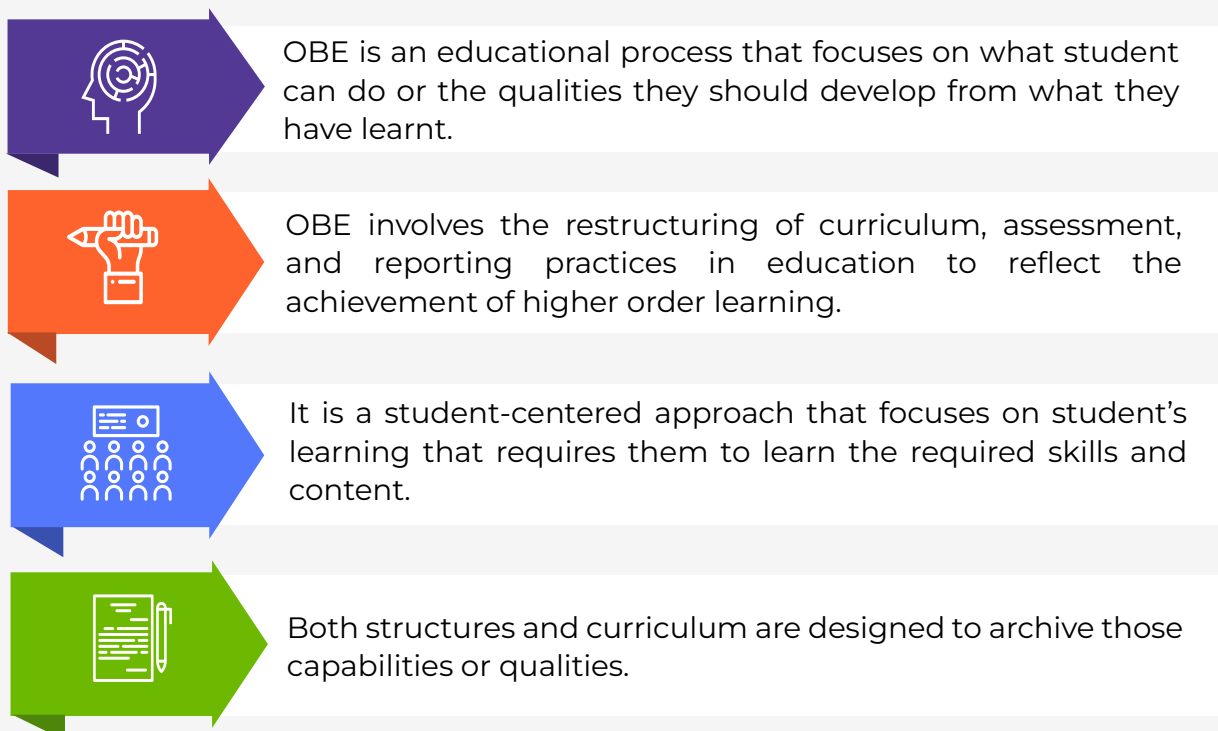 OBE is an educational process that focuses on what student
can do or the qualities they should develop from what they
have learnt.
OBE involves the restructuring of curriculum, assessment,
and reporting practices in education to reflect the
achievement of higher order learning.
It is a student-centered approach that focuses on student's
learning that requires them to learn the required skills and
content.
Both structures and curriculum are designed to archive those
capabilities or qualities.